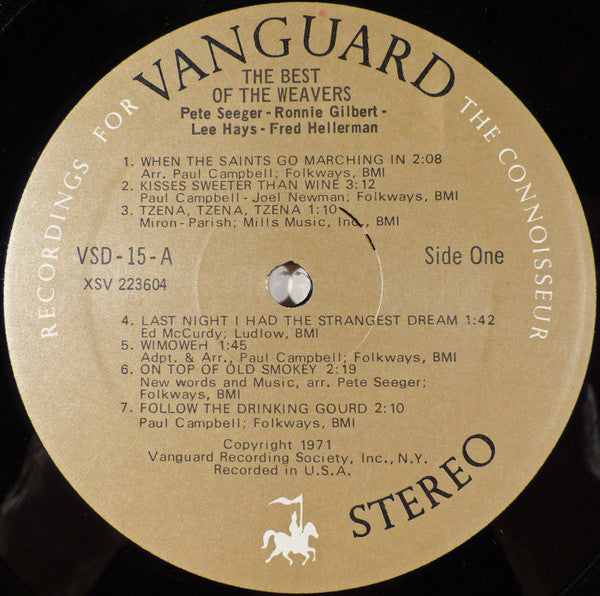 RECORDINGS FOR
VANGUARD
THE CONNOISSEUR
THE BEST
OF THE WEAVERS
Pete Seeger - Ronnie Gilbert -
Lee Hays - Fred Hellerman
1. WHEN THE SAINTS GO MARCHING IN 2:08
Arr. Paul Campbell; Folkways, BMI
2. KISSES SWEETER THAN WINE 3:12
Paul Campbell - Joel Newman; Folkways, BMI
3. TZENA, TZENA, TZENA 1:10
Miron - Parish; Mills Music, Inc., BMI
VSD-15-A
Side One
XSV 223604
4. LAST NIGHT I HAD THE STRANGEST DREAM 1:42
Ed McCurdy; Ludlow, BMI
5. WIMOWEH 1:45
Adpt. & Arr., Paul Campbell; Folkways, BMI
6. ON TOP OF OLD SMOKEY 2:19
New words and Music, arr. Pete Seeger;
Folkways, BMI
7. FOLLOW THE DRINKING GOURD 2:10
Paul Campbell; Folkways, BMI
Copyright 1971
Vanguard Recording Society, Inc., N.Y.
Recorded in U.S.A.
STEREO